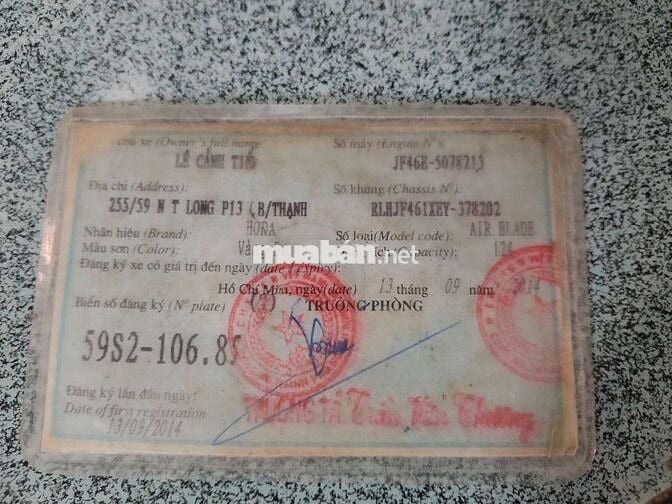 chủ xe (Owner's full name Số máy (Engine N°)
LÊ CẢNH TIẾN JF46E-5078213
Địa chỉ (Address): Số khung (Chassis N°):
255/59 N T LONG P13 Q.B/THẠNH RLHJF461XEY-378202
Nhãn hiệu (Brand): HONDA Số loại (Model code): AIR BLADE
Màu sơn (Color): Và (Capacity): 124
muaban.net
Đăng ký xe có giá trị đến ngày (date of expiry):
Hồ Chí Minh, ngày (date) 13 tháng 09 năm 2014
Biển số đăng ký (N° plate) TRƯỞNG PHÒNG
59S2-106.8
Đăng ký lần đầu ngày:
Date of first registration
13/09/2014